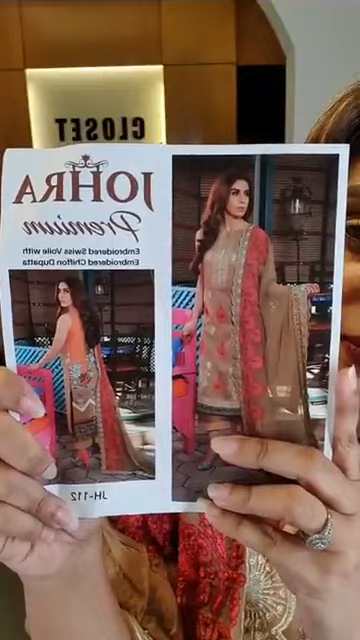 CLOSET
JOHRA
Premium
Embroidered Swiss Voile with
Embroidered Chiffon Dupatta
JH-112